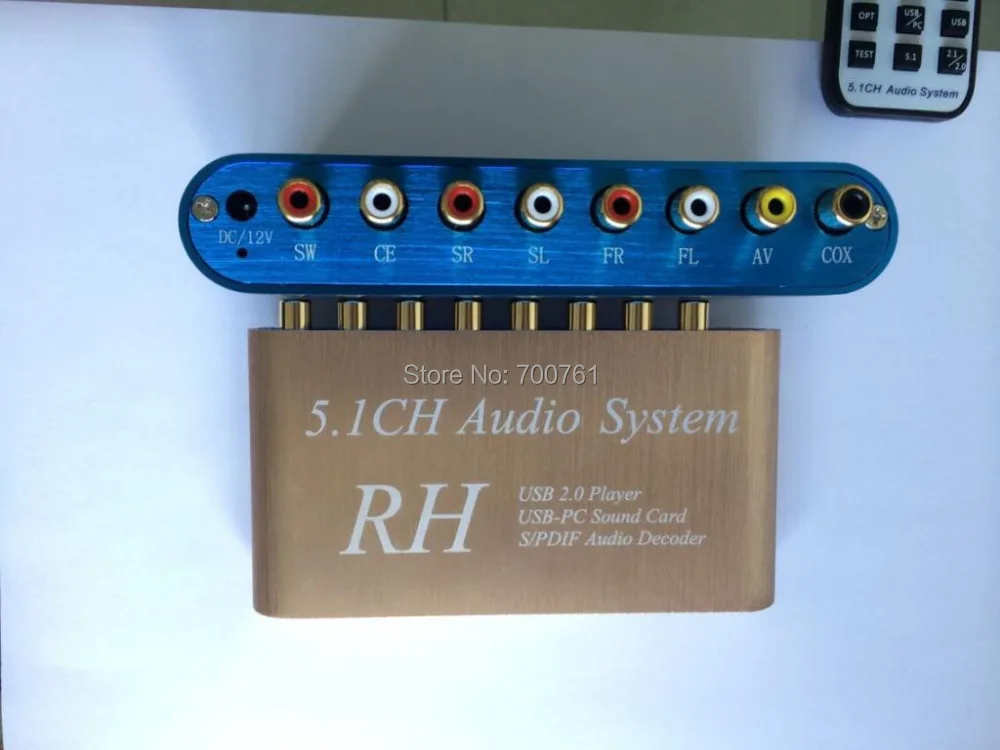 OPT USB/PC USB
TEST 5.1 2.1/2.0
5.1CH Audio System
DC/12V SW CE SR SL FR FL AV COX
Store No: 700761
5.1CH Audio System
RH
USB 2.0 Player
USB-PC Sound Card
S/PDIF Audio Decoder